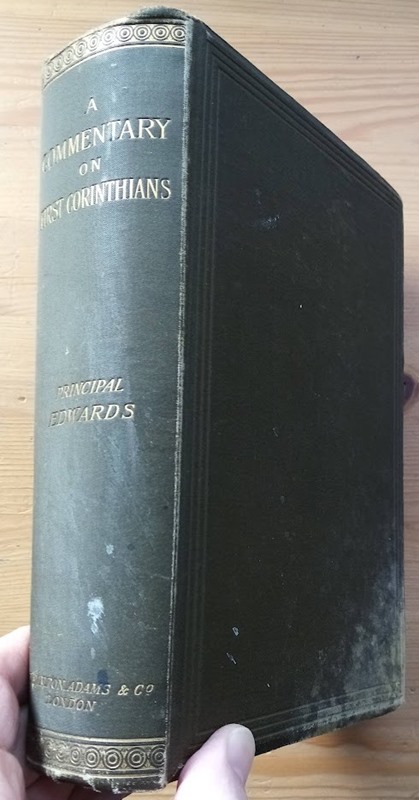 A
COMMENTARY
ON
FIRST CORINTHIANS
PRINCIPAL
EDWARDS
ADAMS & Cº
LONDON